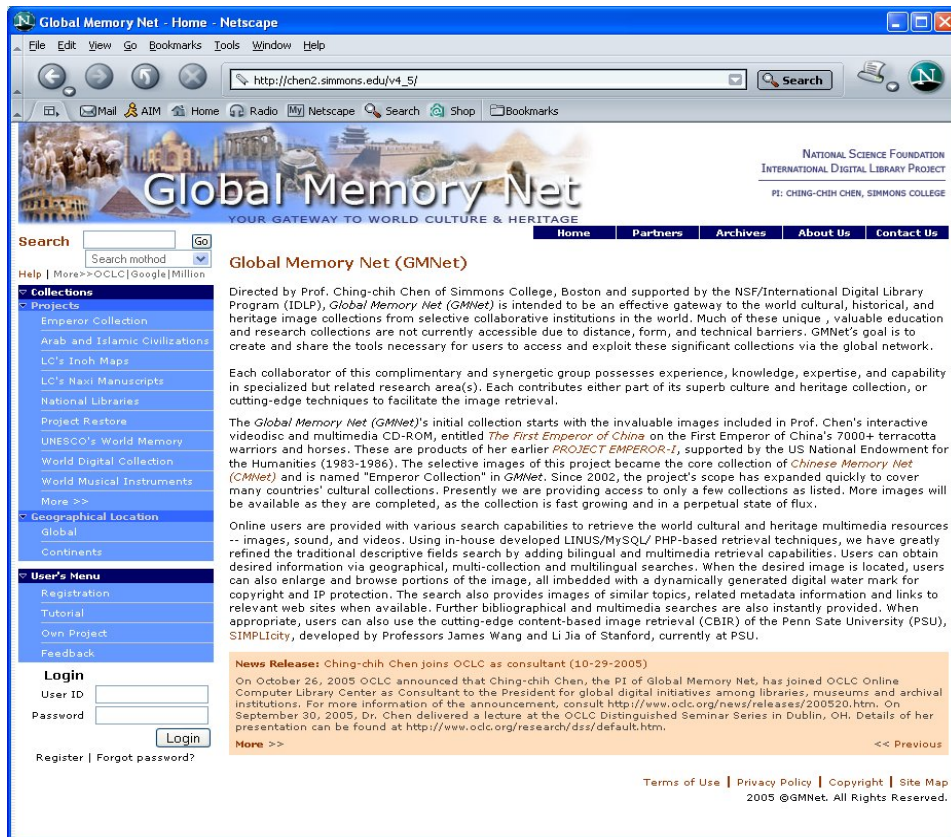 Global Memory Net - Home - Netscape
File Edit View Go Bookmarks Tools Window Help
http://chen2.simmons.edu/v4_5/
Search
Mail AIM Home Radio My Netscape Search Shop Bookmarks
Global Memory Net
YOUR GATEWAY TO WORLD CULTURE & HERITAGE
NATIONAL SCIENCE FOUNDATION
INTERNATIONAL DIGITAL LIBRARY PROJECT
PI: CHING-CHIH CHEN, SIMMONS COLLEGE
Home Partners Archives About Us Contact Us
Search Go
Search mothod
Help | More>>OCLC|Google|Million
Collections
Projects
Emperor Collection
Arab and Islamic Civilizations
LC's Inoh Maps
LC's Naxi Manuscripts
National Libraries
Project Restore
UNESCO's World Memory
World Digital Collection
World Musical Instruments
More >>
Geographical Location
Global
Continents
User's Menu
Registration
Tutorial
Own Project
Feedback
Login
User ID
Password
Login
Register | Forgot password?
Global Memory Net (GMNet)
Directed by Prof. Ching-chih Chen of Simmons College, Boston and supported by the NSF/International Digital Library
Program (IDLP), Global Memory Net (GMNet) is intended to be an effective gateway to the world cultural, historical, and
heritage image collections from selective collaborative institutions in the world. Much of these unique , valuable education
and research collections are not currently accessible due to distance, form, and technical barriers. GMNet's goal is to
create and share the tools necessary for users to access and exploit these significant collections via the global network.
Each collaborator of this complimentary and synergetic group possesses experience, knowledge, expertise, and capability
in specialized but related research area(s). Each contributes either part of its superb culture and heritage collection, or
cutting-edge techniques to facilitate the image retrieval.
The Global Memory Net (GMNet)'s initial collection starts with the invaluable images included in Prof. Chen's interactive
videodisc and multimedia CD-ROM, entitled The First Emperor of China on the First Emperor of China's 7000+ terracotta
warriors and horses. These are products of her earlier PROJECT EMPEROR-I, supported by the US National Endowment for
the Humanities (1983-1986). The selective images of this project became the core collection of Chinese Memory Net
(CMNet) and is named "Emperor Collection" in GMNet. Since 2002, the project's scope has expanded quickly to cover
many countries' cultural collections. Presently we are providing access to only a few collections as listed. More images will
be available as they are completed, as the collection is fast growing and in a perpetual state of flux.
Online users are provided with various search capabilities to retrieve the world cultural and heritage multimedia resources
-- images, sound, and videos. Using in-house developed LINUS/MySQL/ PHP-based retrieval techniques, we have greatly
refined the traditional descriptive fields search by adding bilingual and multimedia retrieval capabilities. Users can obtain
desired information via geographical, multi-collection and multilingual searches. When the desired image is located, users
can also enlarge and browse portions of the image, all imbedded with a dynamically generated digital water mark for
copyright and IP protection. The search also provides images of similar topics, related metadata information and links to
relevant web sites when available. Further bibliographical and multimedia searches are also instantly provided. When
appropriate, users can also use the cutting-edge content-based image retrieval (CBIR) of the Penn Sate University (PSU),
SIMPLIcity, developed by Professors James Wang and Li Jia of Stanford, currently at PSU.
News Release: Ching-chih Chen joins OCLC as consultant (10-29-2005)
On October 26, 2005 OCLC announced that Ching-chih Chen, the PI of Global Memory Net, has joined OCLC Online
Computer Library Center as Consultant to the President for global digital initiatives among libraries, museums and archival
institutions. For more information of the announcement, consult http://www.oclc.org/news/releases/200520.htm. On
September 30, 2005, Dr. Chen delivered a lecture at the OCLC Distinguished Seminar Series in Dublin, OH. Details of her
presentation can be found at http://www.oclc.org/research/dss/default.htm.
More >> << Previous
Terms of Use | Privacy Policy | Copyright | Site Map
2005 ©GMNet. All Rights Reserved.